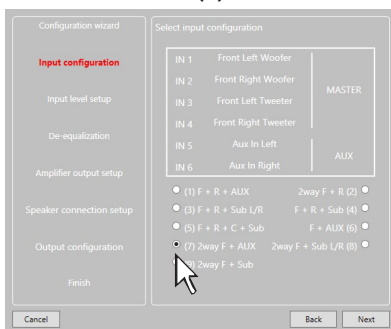 Configuration wizard
Input configuration
Input level setup
De-equalization
Amplifier output setup
Speaker connection setup
Output configuration
Finish
Select input configuration
IN 1 Front Left Woofer
IN 2 Front Right Woofer
IN 3 Front Left Tweeter
IN 4 Front Right Tweeter
MASTER
IN 5 Aux In Left
IN 6 Aux In Right
AUX
(1) F + R + AUX 2way F + R (2)
(3) F + R + Sub L/R F + R + Sub (4)
(5) F + R + C + Sub F + AUX (6)
(7) 2way F + AUX 2way F + Sub L/R (8)
2way F + Sub
Cancel Back Next